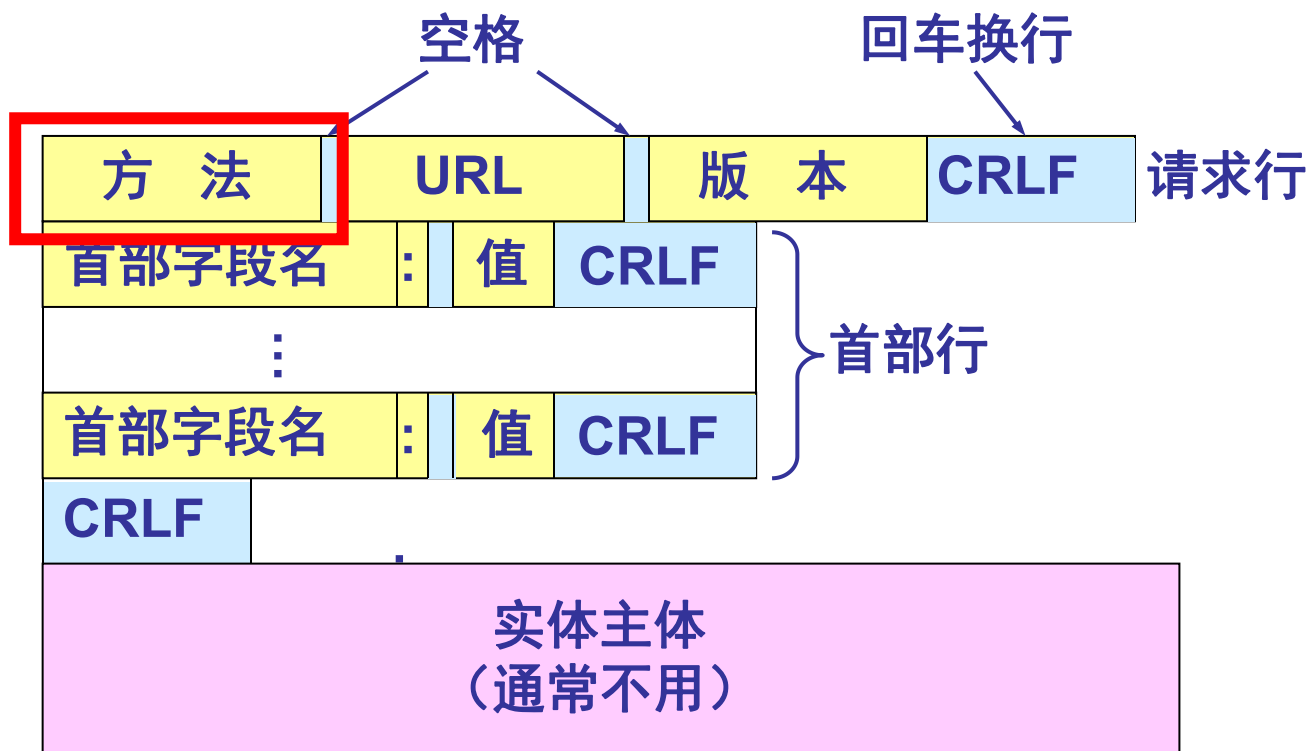 空格 回车换行
方 法 URL 版 本 CRLF 请求行
首部字段名 : 值 CRLF
⋮ 首部行
首部字段名 : 值 CRLF
CRLF
实体主体
（通常不用）